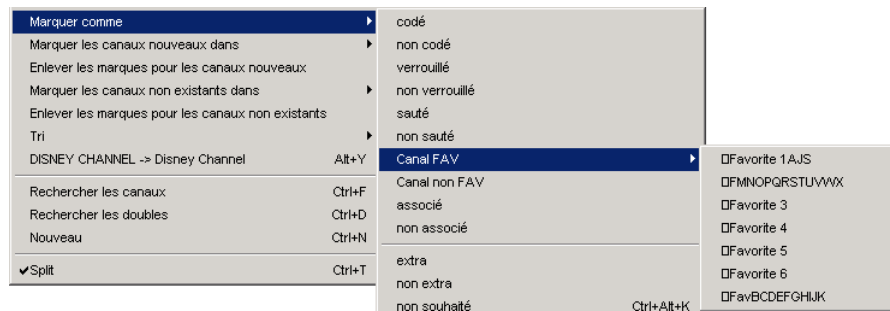 Marquer comme
Marquer les canaux nouveaux dans
Enlever les marques pour les canaux nouveaux
Marquer les canaux non existants dans
Enlever les marques pour les canaux non existants
Tri
DISNEY CHANNEL -> Disney Channel Alt+Y
Rechercher les canaux Ctrl+F
Rechercher les doubles Ctrl+D
Nouveau Ctrl+N
✔Split Ctrl+T
codé
non codé
verrouillé
non verrouillé
sauté
non sauté
Canal FAV
Canal non FAV
associé
non associé
extra
non extra
non souhaité Ctrl+Alt+K
▯Favorite 1AJS
▯FMNOPQRSTUVWX
▯Favorite 3
▯Favorite 4
▯Favorite 5
▯Favorite 6
▯FavBCDEFGHIJK